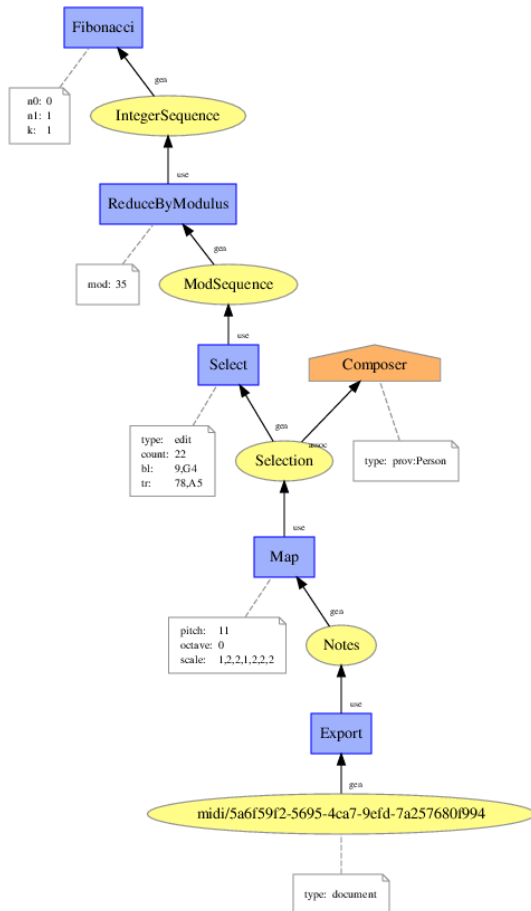 Fibonacci
gen
n0: 0
n1: 1
k: 1
IntegerSequence
use
ReduceByModulus
gen
mod: 35
ModSequence
use
Select
Composer
gen
assoc
type: edit
count: 22
bl: 9,G4
tr: 78,A5
Selection
type: prov:Person
use
Map
gen
pitch: 11
octave: 0
scale: 1,2,2,1,2,2,2
Notes
use
Export
gen
midi/5a6f59f2-5695-4ca7-9efd-7a257680f994
type: document